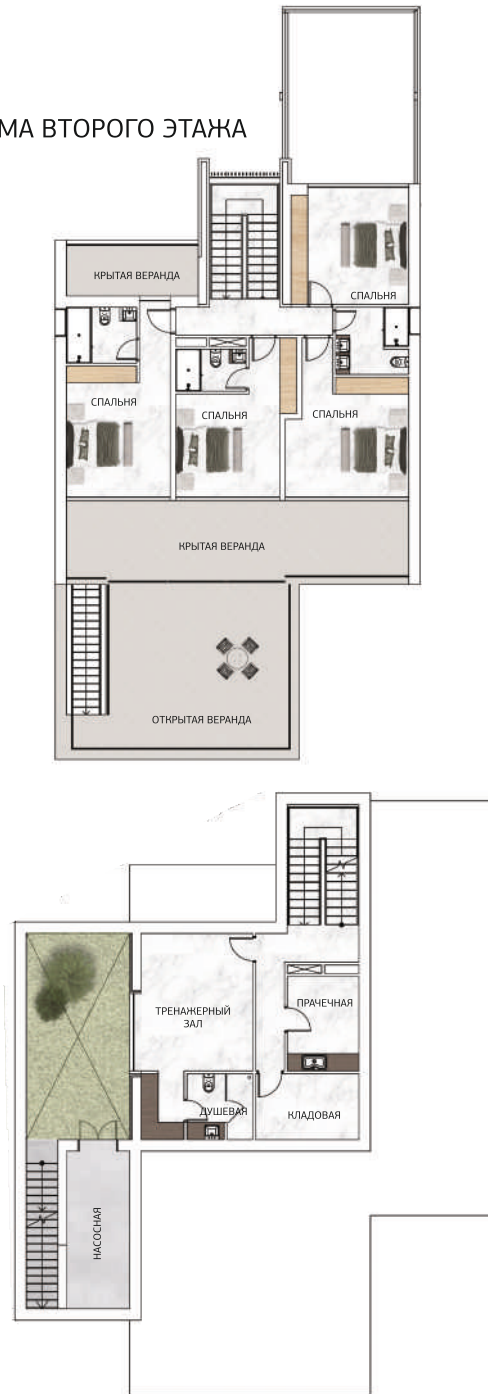 МА ВТОРОГО ЭТАЖА
КРЫТАЯ ВЕРАНДА
СПАЛЬНЯ
СПАЛЬНЯ
СПАЛЬНЯ
СПАЛЬНЯ
КРЫТАЯ ВЕРАНДА
ОТКРЫТАЯ ВЕРАНДА
ТРЕНАЖЕРНЫЙ
ЗАЛ
ПРАЧЕЧНАЯ
ДУШЕВАЯ
КЛАДОВАЯ
НАСОСНАЯ